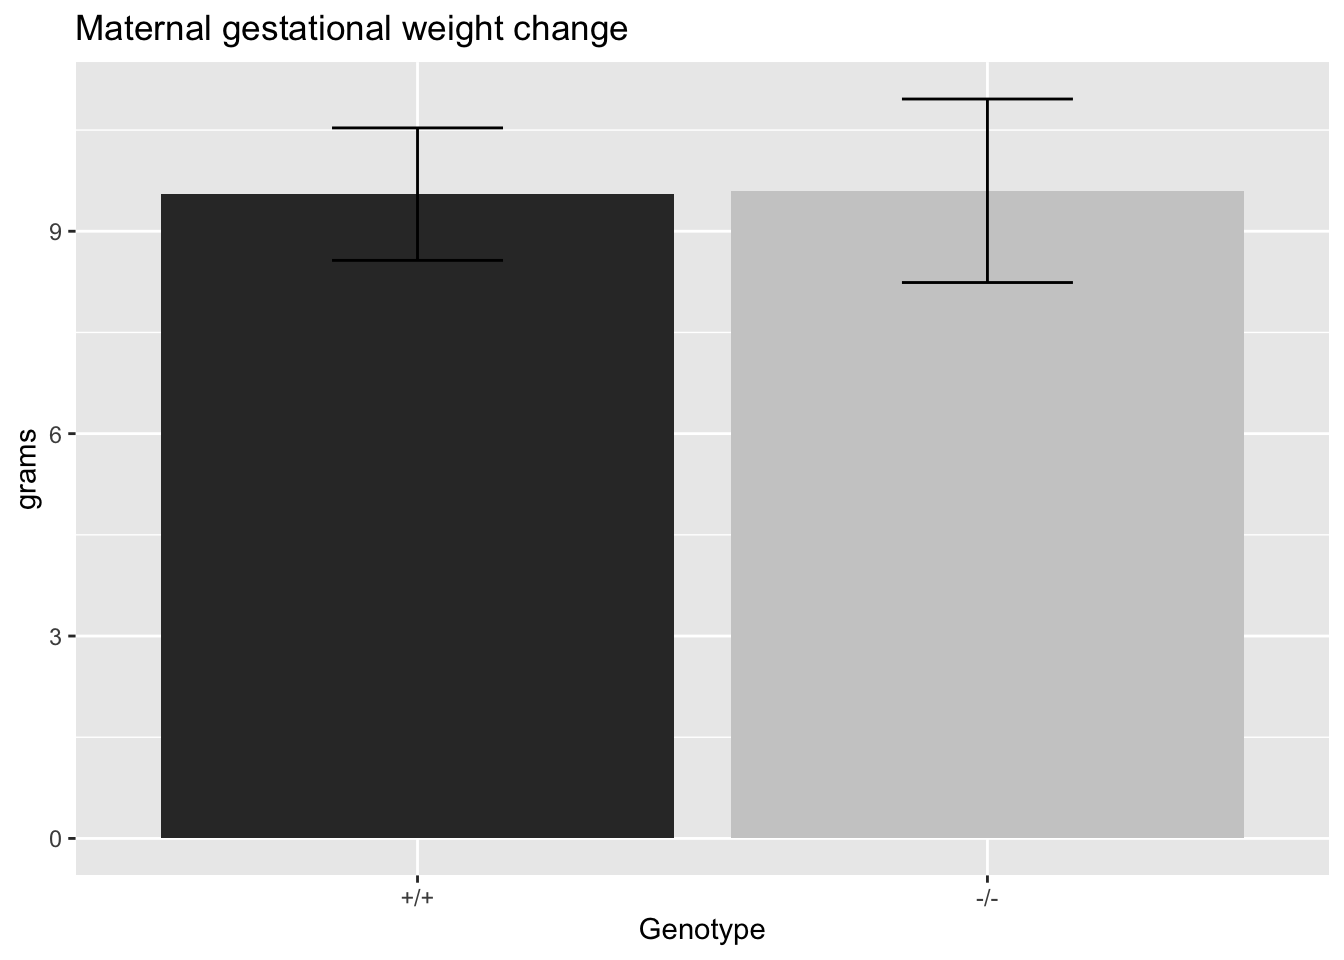 Maternal gestational weight change
grams
9
6
3
0
+/+
-/-
Genotype